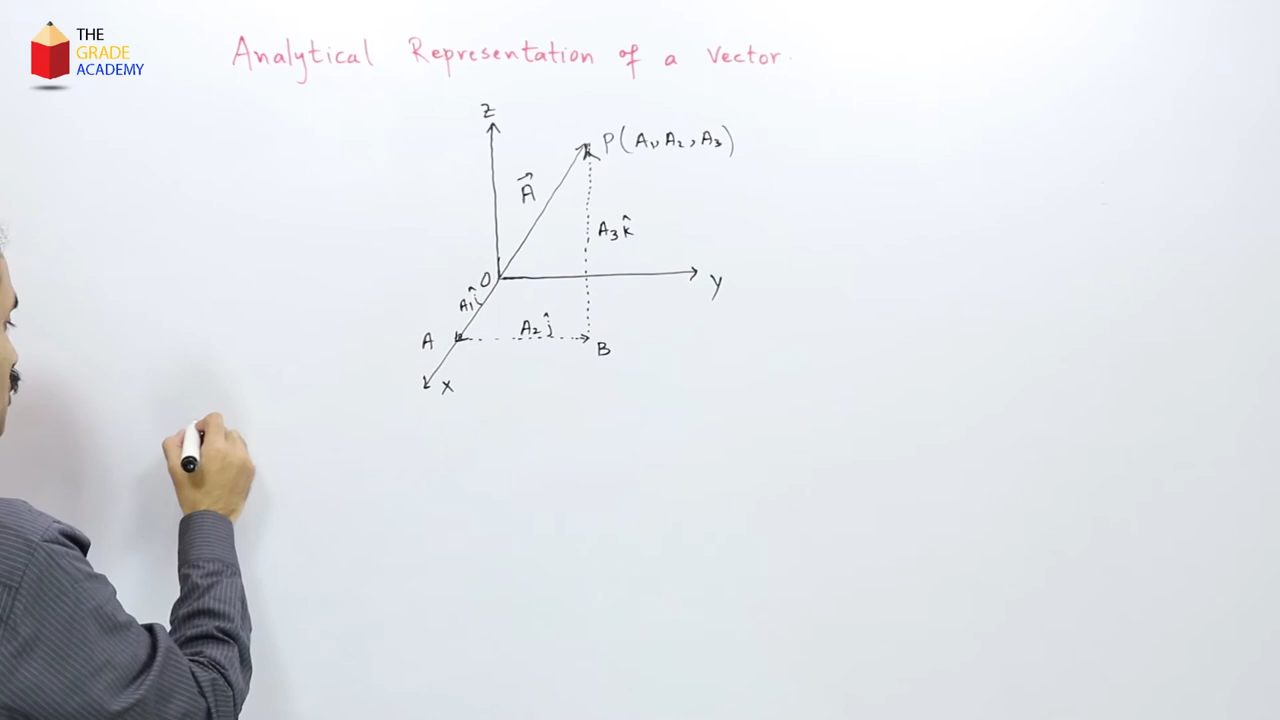 THE
GRADE
ACADEMY
Analytical Representation of a Vector.
Z
P(A1, A2, A3)
A⃗
A3k̂
O
Y
A1î
A2ĵ
A
B
X